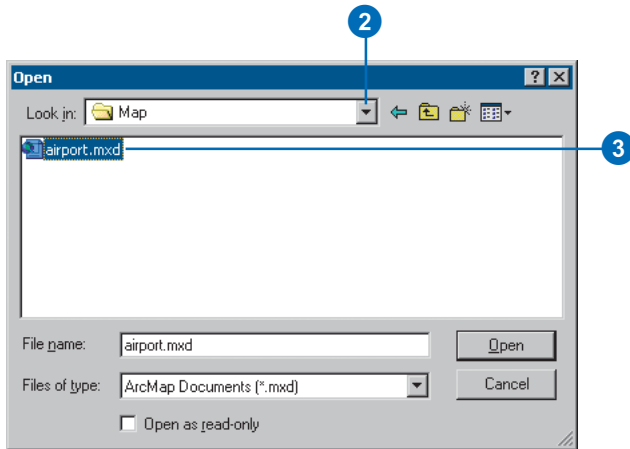 2
Open
Look in: Map
airport.mxd
3
File name: airport.mxd Open
Files of type: ArcMap Documents (*.mxd) Cancel
Open as read-only